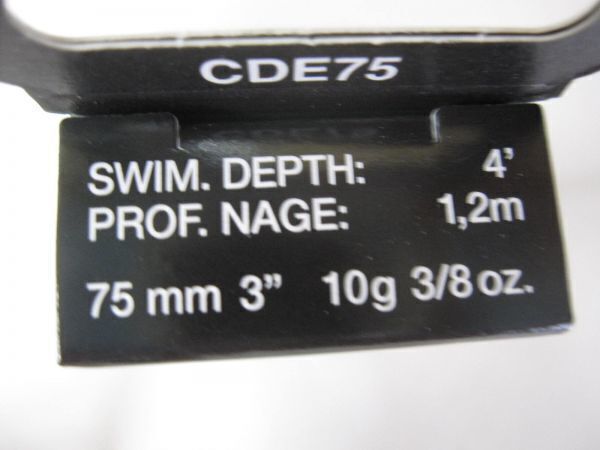 CDE75
SWIM. DEPTH: 4’
PROF. NAGE: 1,2m
75 mm 3” 10g 3/8 oz.